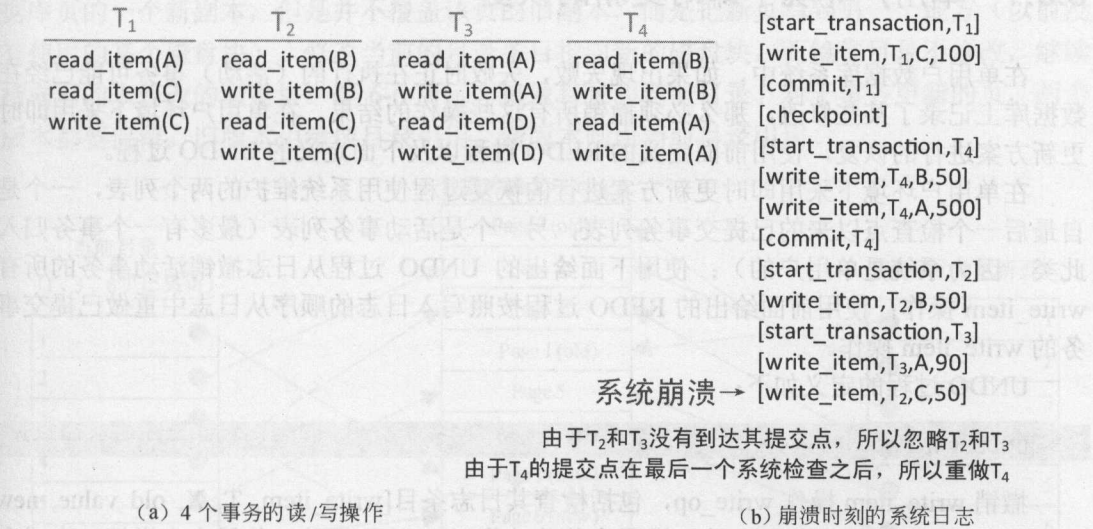 T1 T2 T3 T4
read_item(A) read_item(B) read_item(A) read_item(B)
read_item(C) write_item(B) write_item(A) write_item(B)
write_item(C) read_item(C) read_item(D) read_item(A)
write_item(C) write_item(D) write_item(A)
(a) 4 个事务的读/写操作
[start_transaction,T1]
[write_item,T1,C,100]
[commit,T1]
[checkpoint]
[start_transaction,T4]
[write_item,T4,B,50]
[write_item,T4,A,500]
[commit,T4]
[start_transaction,T2]
[write_item,T2,B,50]
[start_transaction,T3]
[write_item,T3,A,90]
系统崩溃→ [write_item,T2,C,50]
由于T2和T3没有到达其提交点，所以忽略T2和T3
由于T4的提交点在最后一个系统检查之后，所以重做T4
(b) 崩溃时刻的系统日志